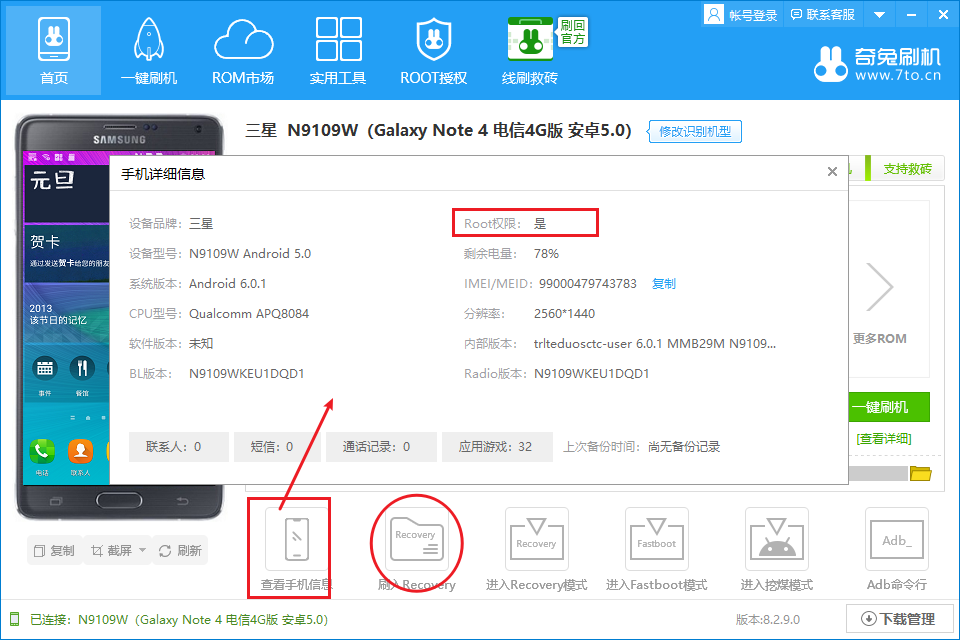 帐号登录
联系客服
首页
一键刷机
ROM市场
实用工具
ROOT授权
线刷救砖
刷回
官方
奇兔刷机
www.7to.cn
三星 N9109W（Galaxy Note 4 电信4G版 安卓5.0）
修改识别机型
支持救砖
SAMSUNG
元旦
贺卡
通过发送贺卡给您的朋友
2013
该节日的记忆
事件
餐馆
电话
联系人
手机详细信息
设备品牌： 三星
Root权限： 是
设备型号： N9109W Android 5.0
剩余电量： 78%
系统版本： Android 6.0.1
IMEI/MEID： 99000479743783 复制
CPU型号： Qualcomm APQ8084
分辨率： 2560*1440
软件版本： 未知
内部版本： trlteduosctc-user 6.0.1 MMB29M N9109...
BL版本： N9109WKEU1DQD1
Radio版本： N9109WKEU1DQD1
联系人： 0
短信： 0
通话记录： 0
应用游戏： 32
上次备份时间： 尚无备份记录
更多ROM
一键刷机
[查看详细]
复制
截屏
刷新
查看手机信息
Recovery
刷入Recovery
Recovery
进入Recovery模式
Fastboot
进入Fastboot模式
进入挖煤模式
Adb_
Adb命令行
已连接： N9109W（Galaxy Note 4 电信4G版 安卓5.0）
版本:8.2.9.0
下载管理